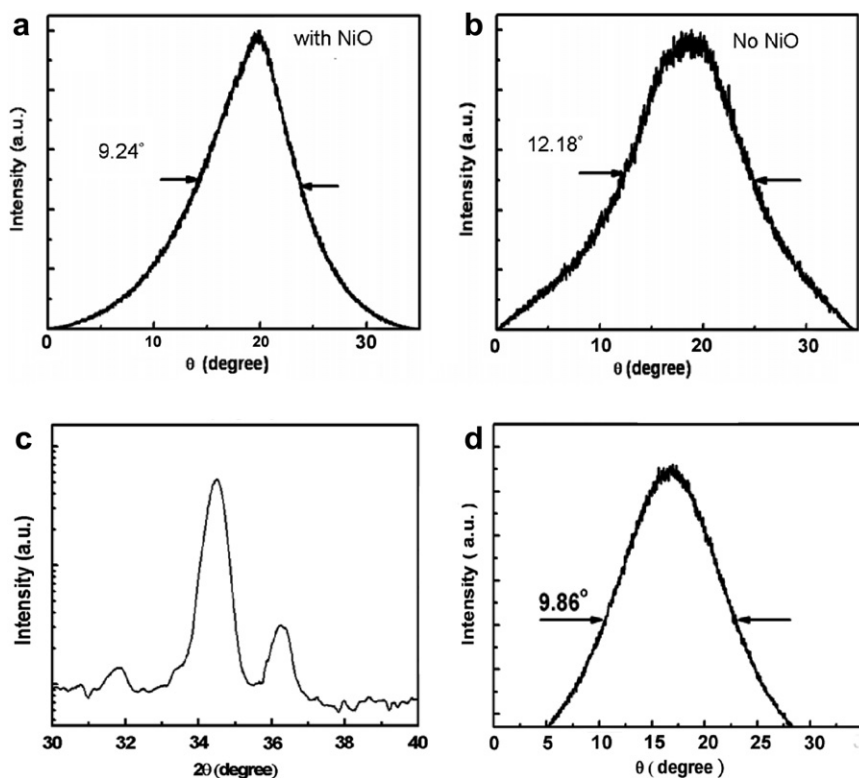 a
with NiO
9.24°
Intensity (a.u.)
0 10 20 30
θ (degree)
b
No NiO
12.18°
Intensity (a.u.)
0 10 20 30
θ (degree)
c
Intensity (a.u.)
30 32 34 36 38 40
2θ(degree)
d
9.86°
Intensity ( a.u. )
0 5 10 15 20 25 30
θ ( degree )